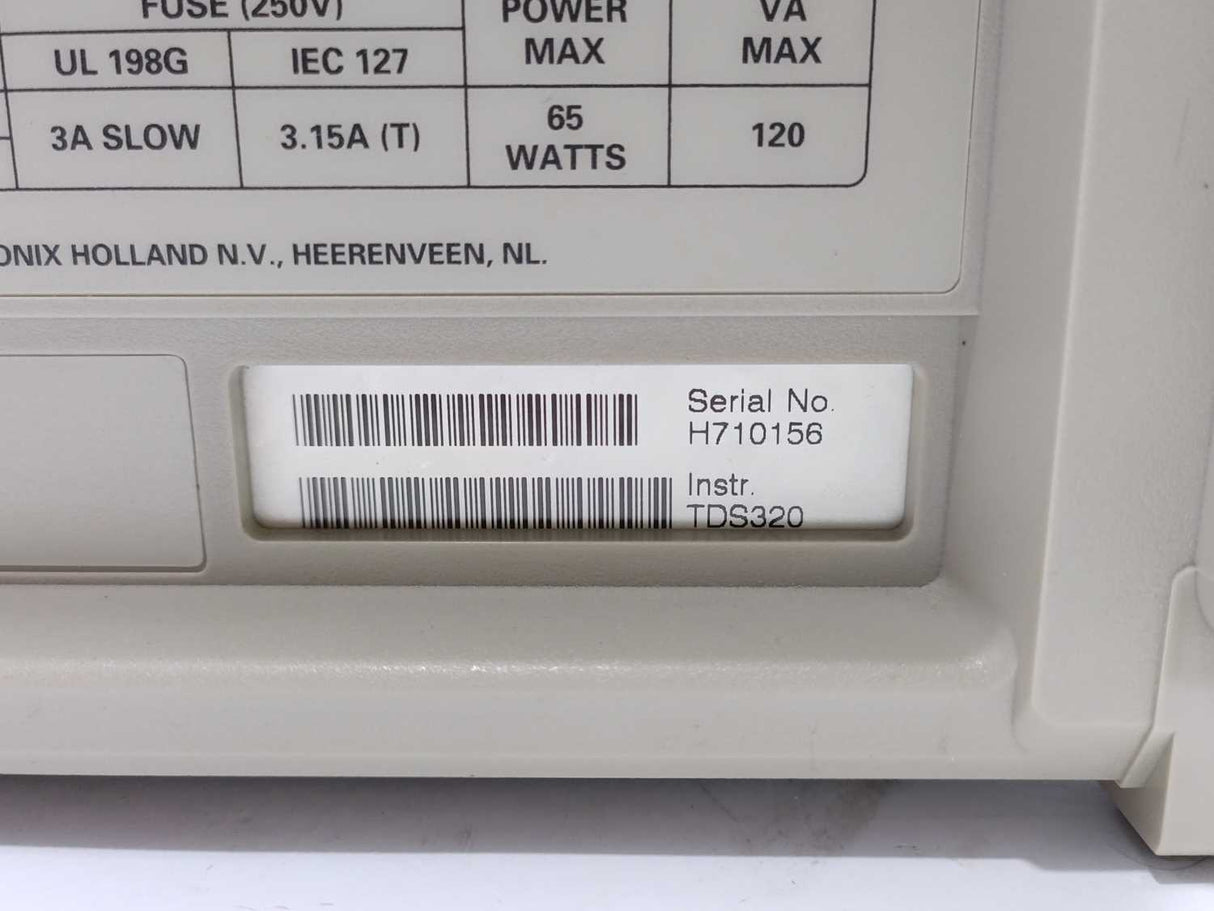 FUSE (250V)
POWER
MAX
VA
MAX
UL 198G
IEC 127
3A SLOW
3.15A (T)
65
WATTS
120
ONIX HOLLAND N.V., HEERENVEEN, NL.
Serial No.
H710156
Instr.
TDS320